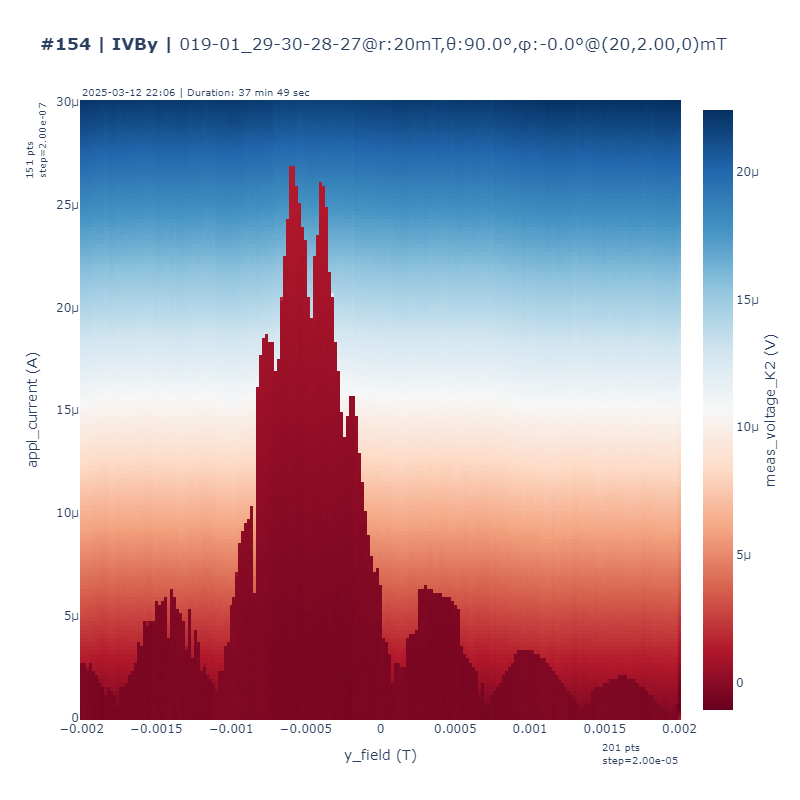 #154 | IVBy | 019-01_29-30-28-27@r:20mT,θ:90.0°,φ:-0.0°@(20,2.00,0)mT
2025-03-12 22:06 | Duration: 37 min 49 sec
151 pts
step=2.00e-07
30μ
25μ
20μ
15μ
10μ
5μ
0
appl_current (A)
−0.002
−0.0015
−0.001
−0.0005
0
0.0005
0.001
0.0015
0.002
y_field (T)
201 pts
step=2.00e-05
20μ
15μ
10μ
5μ
0
meas_voltage_K2 (V)